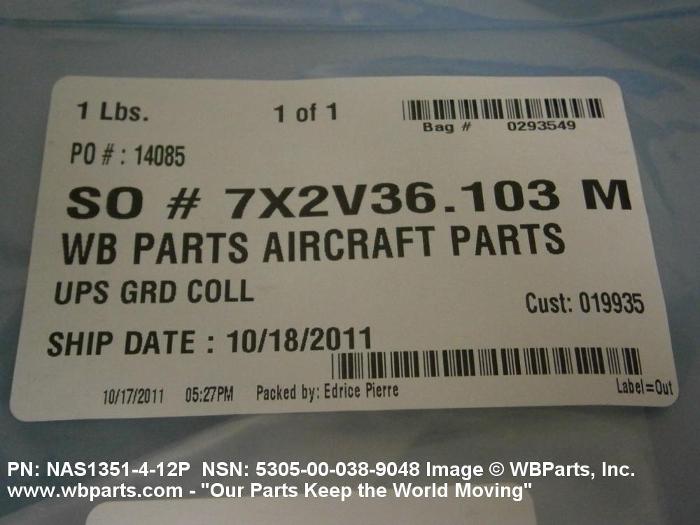 1 Lbs. 1 of 1
Bag # 0293549
PO # : 14085
SO # 7X2V36.103 M
WB PARTS AIRCRAFT PARTS
UPS GRD COLL
Cust: 019935
SHIP DATE : 10/18/2011
10/17/2011 05:27PM Packed by: Edrice Pierre Label=Out
PN: NAS1351-4-12P NSN: 5305-00-038-9048 Image © WBParts, Inc.
www.wbparts.com - "Our Parts Keep the World Moving"